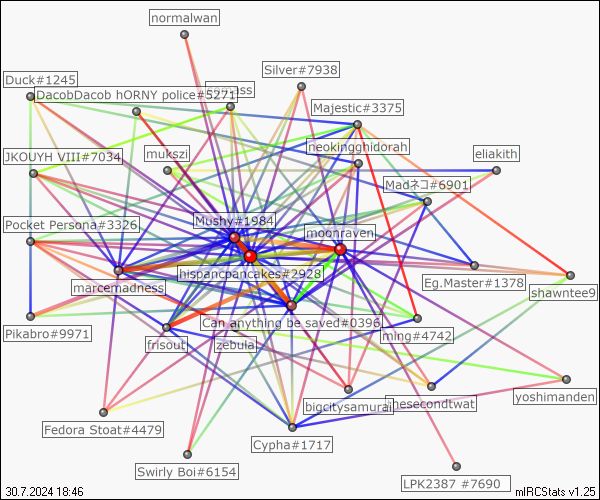 normalwan
Silver#7938
Duck#1245
DacobDacob hORNY police#5271
Majestic#3375
neokingghidorah
mukszi
JKOUYH VIII#7034
eliakith
Madネコ#6901
Mushy#1984
Pocket Persona#3326
moonraven
hispancpancakes#2928
marcemadness
Eg.Master#1378
shawntee9
Can anything be saved#0396
Pikabro#9971
frisout
zebula
ming#4742
yoshimanden
bigcitysamurai
thesecondtwat
Fedora Stoat#4479
Cypha#1717
Swirly Boi#6154
LPK2387 #7690
30.7.2024 18:46
mIRCStats v1.25